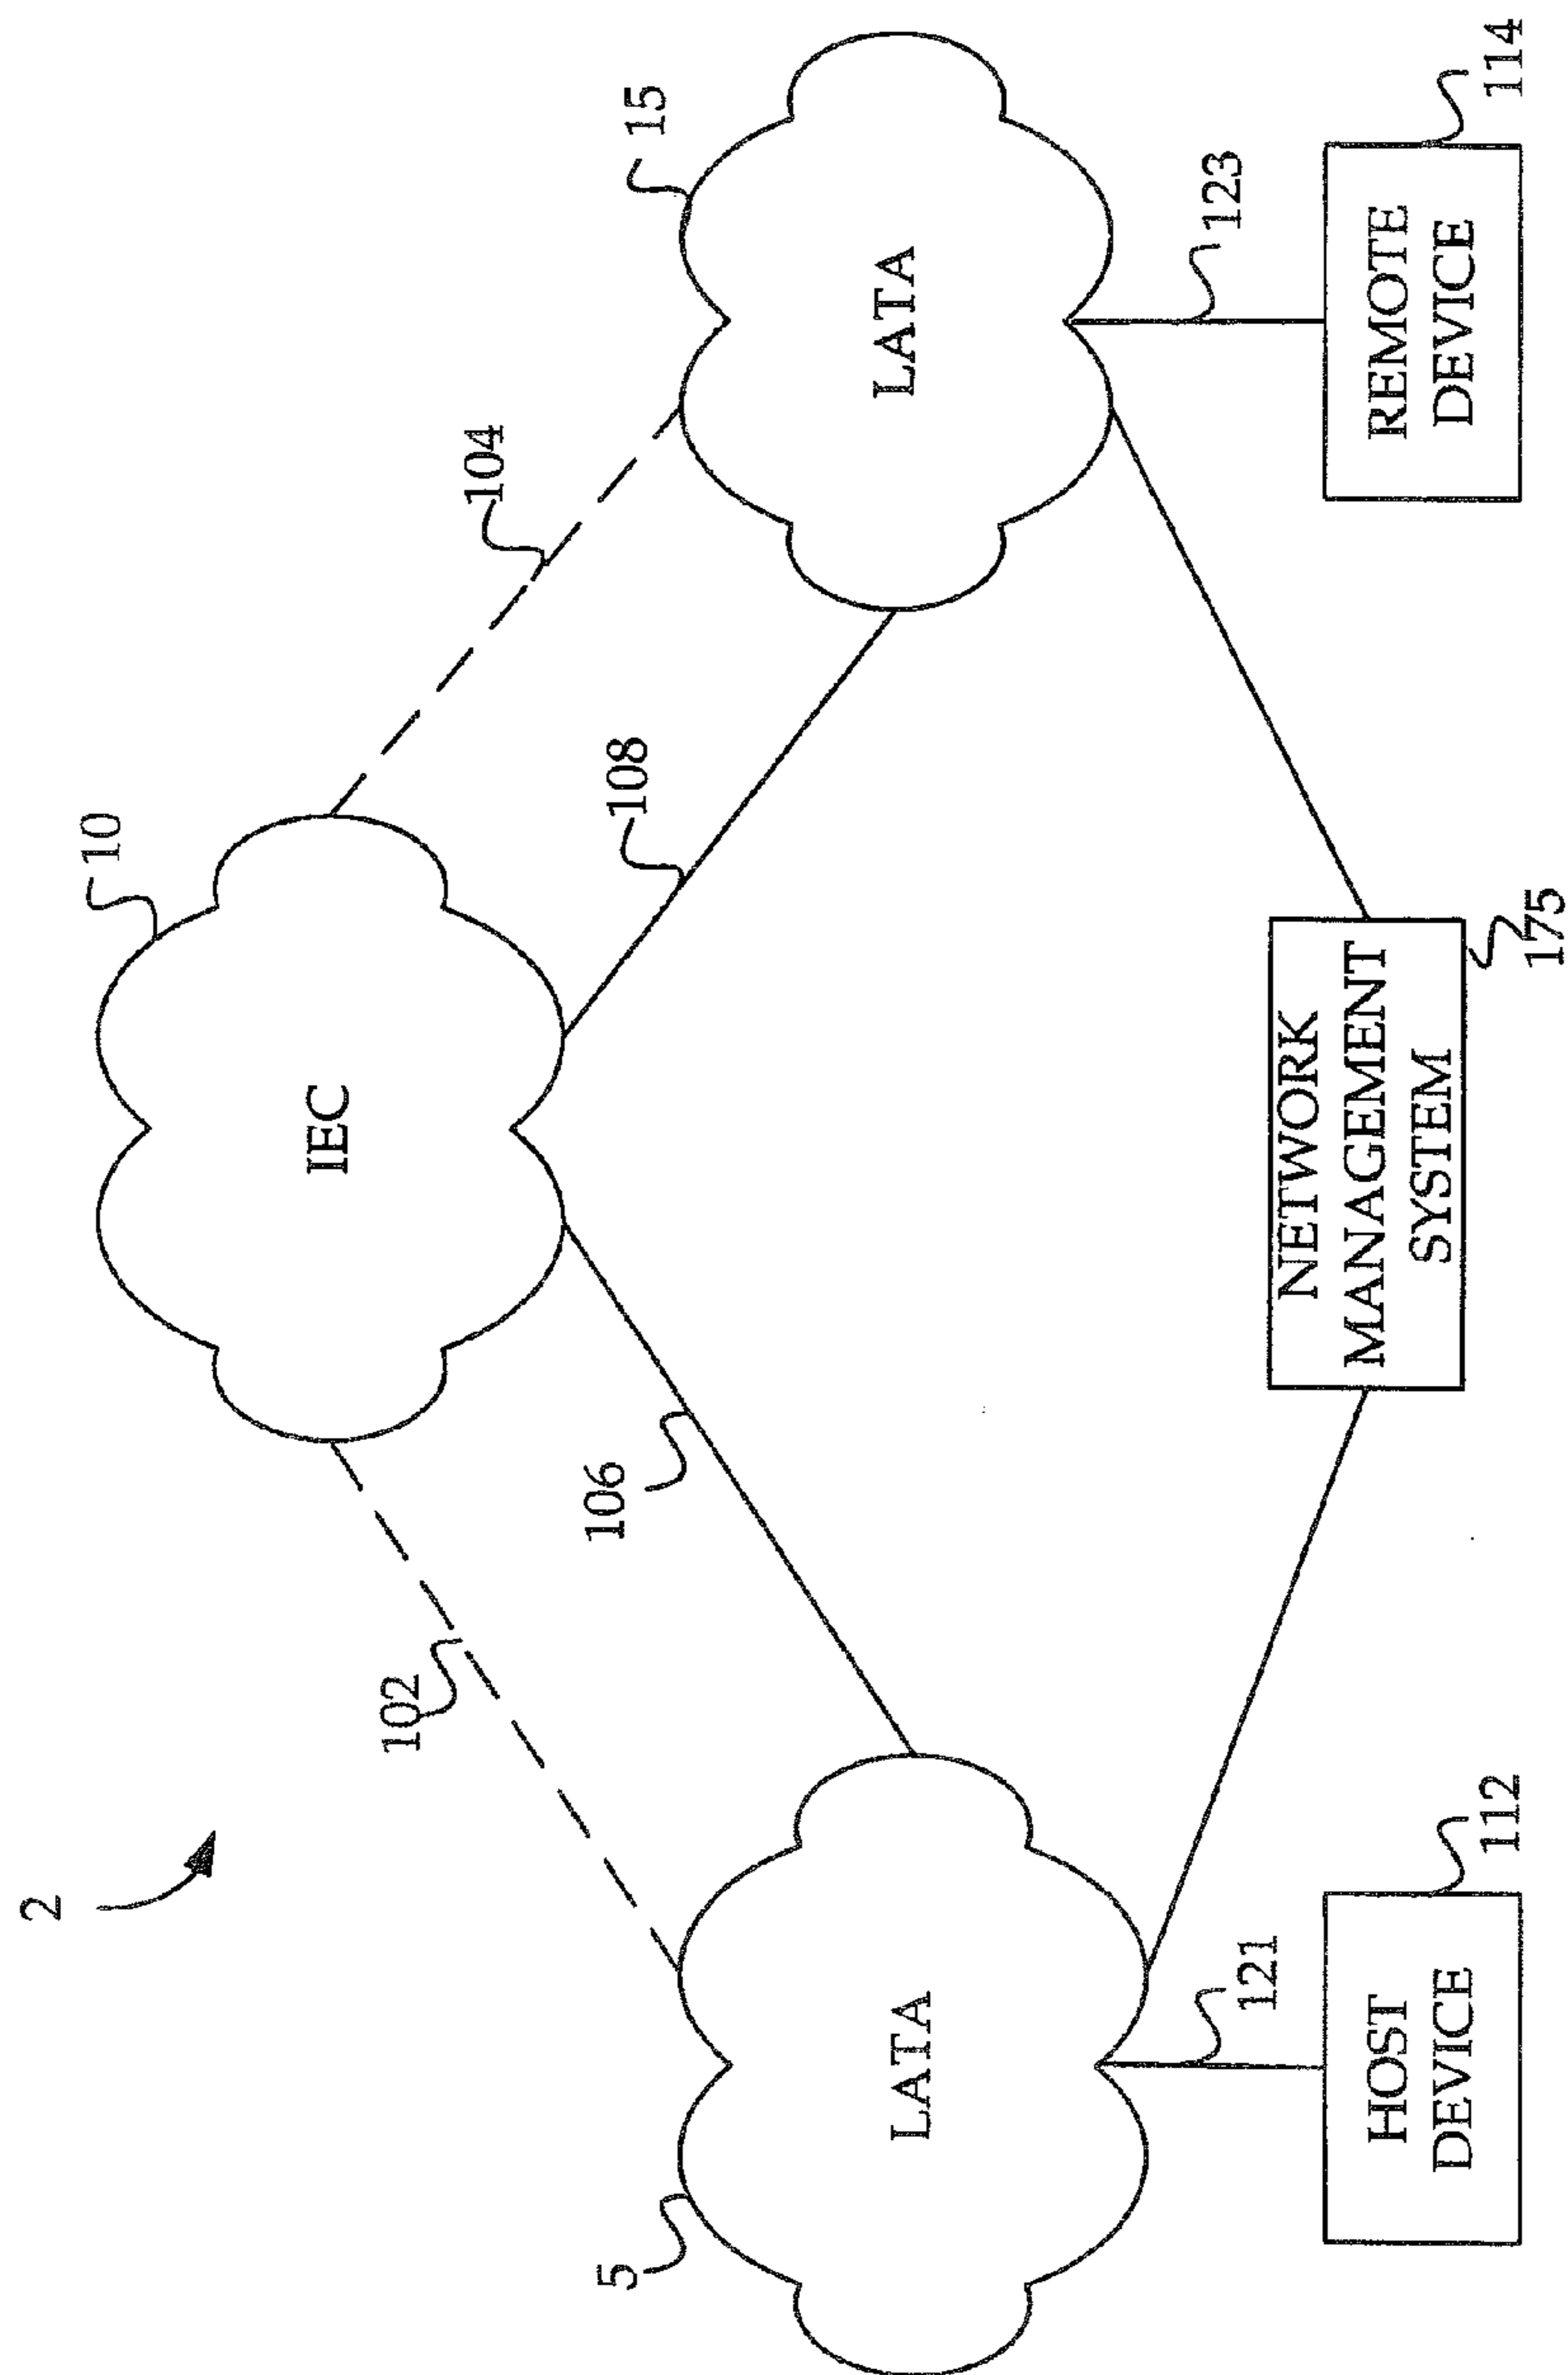 2
10
IEC
102
104
106
108
5
LATA
15
LATA
121
123
NETWORK
MANAGEMENT
SYSTEM
175
HOST
DEVICE
112
REMOTE
DEVICE
114